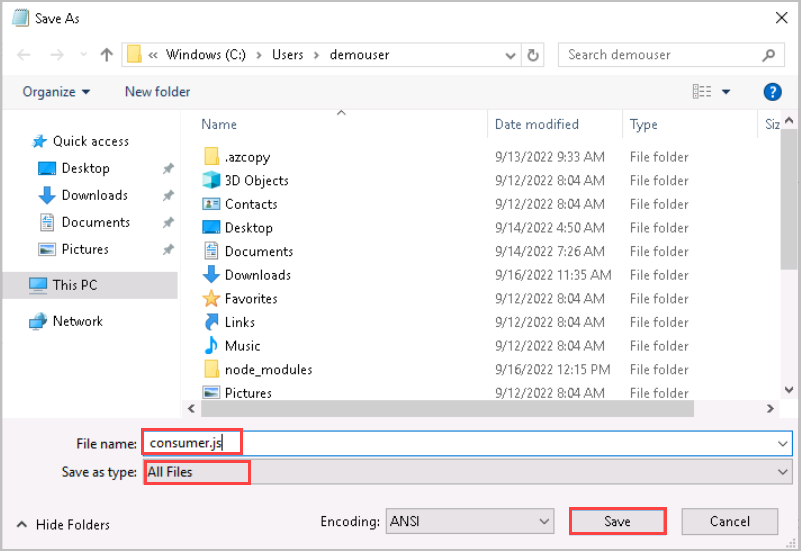 Save As
« Windows (C:) > Users > demouser
Search demouser
Organize
New folder
?
Name
Date modified
Type
Siz
Quick access
Desktop
Downloads
Documents
Pictures
This PC
Network
.azcopy 9/13/2022 9:33 AM File folder
3D Objects 9/12/2022 8:04 AM File folder
Contacts 9/12/2022 8:04 AM File folder
Desktop 9/14/2022 4:50 AM File folder
Documents 9/14/2022 7:26 AM File folder
Downloads 9/16/2022 11:35 AM File folder
Favorites 9/12/2022 8:04 AM File folder
Links 9/12/2022 8:04 AM File folder
Music 9/12/2022 8:04 AM File folder
node_modules 9/16/2022 12:15 PM File folder
Pictures 9/12/2022 8:04 AM File folder
File name: consumer.js
Save as type: All Files
Hide Folders
Encoding: ANSI
Save
Cancel